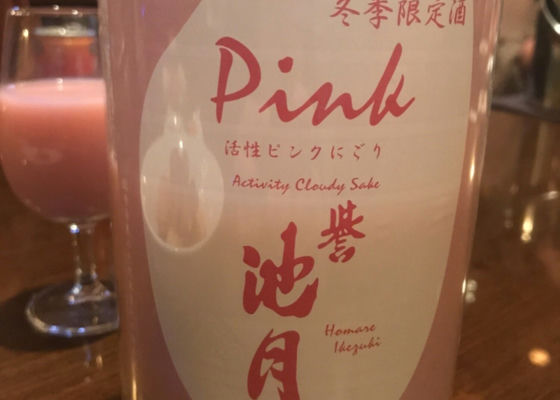 冬季限定酒
Pink
活性ピンクにごり
Activity Cloudy Sake
誉
池月
Homare
Ikezuki